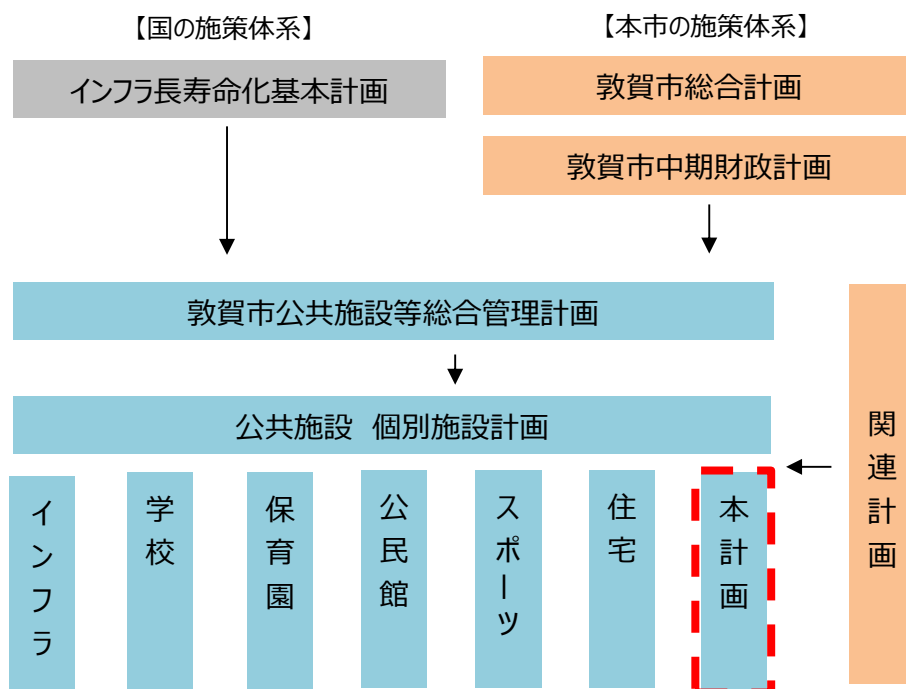 【国の施策体系】
【本市の施策体系】
インフラ長寿命化基本計画
敦賀市総合計画
敦賀市中期財政計画
敦賀市公共施設等総合管理計画
公共施設 個別施設計画
インフラ
学校
保育園
公民館
スポーツ
住宅
本計画
関連計画